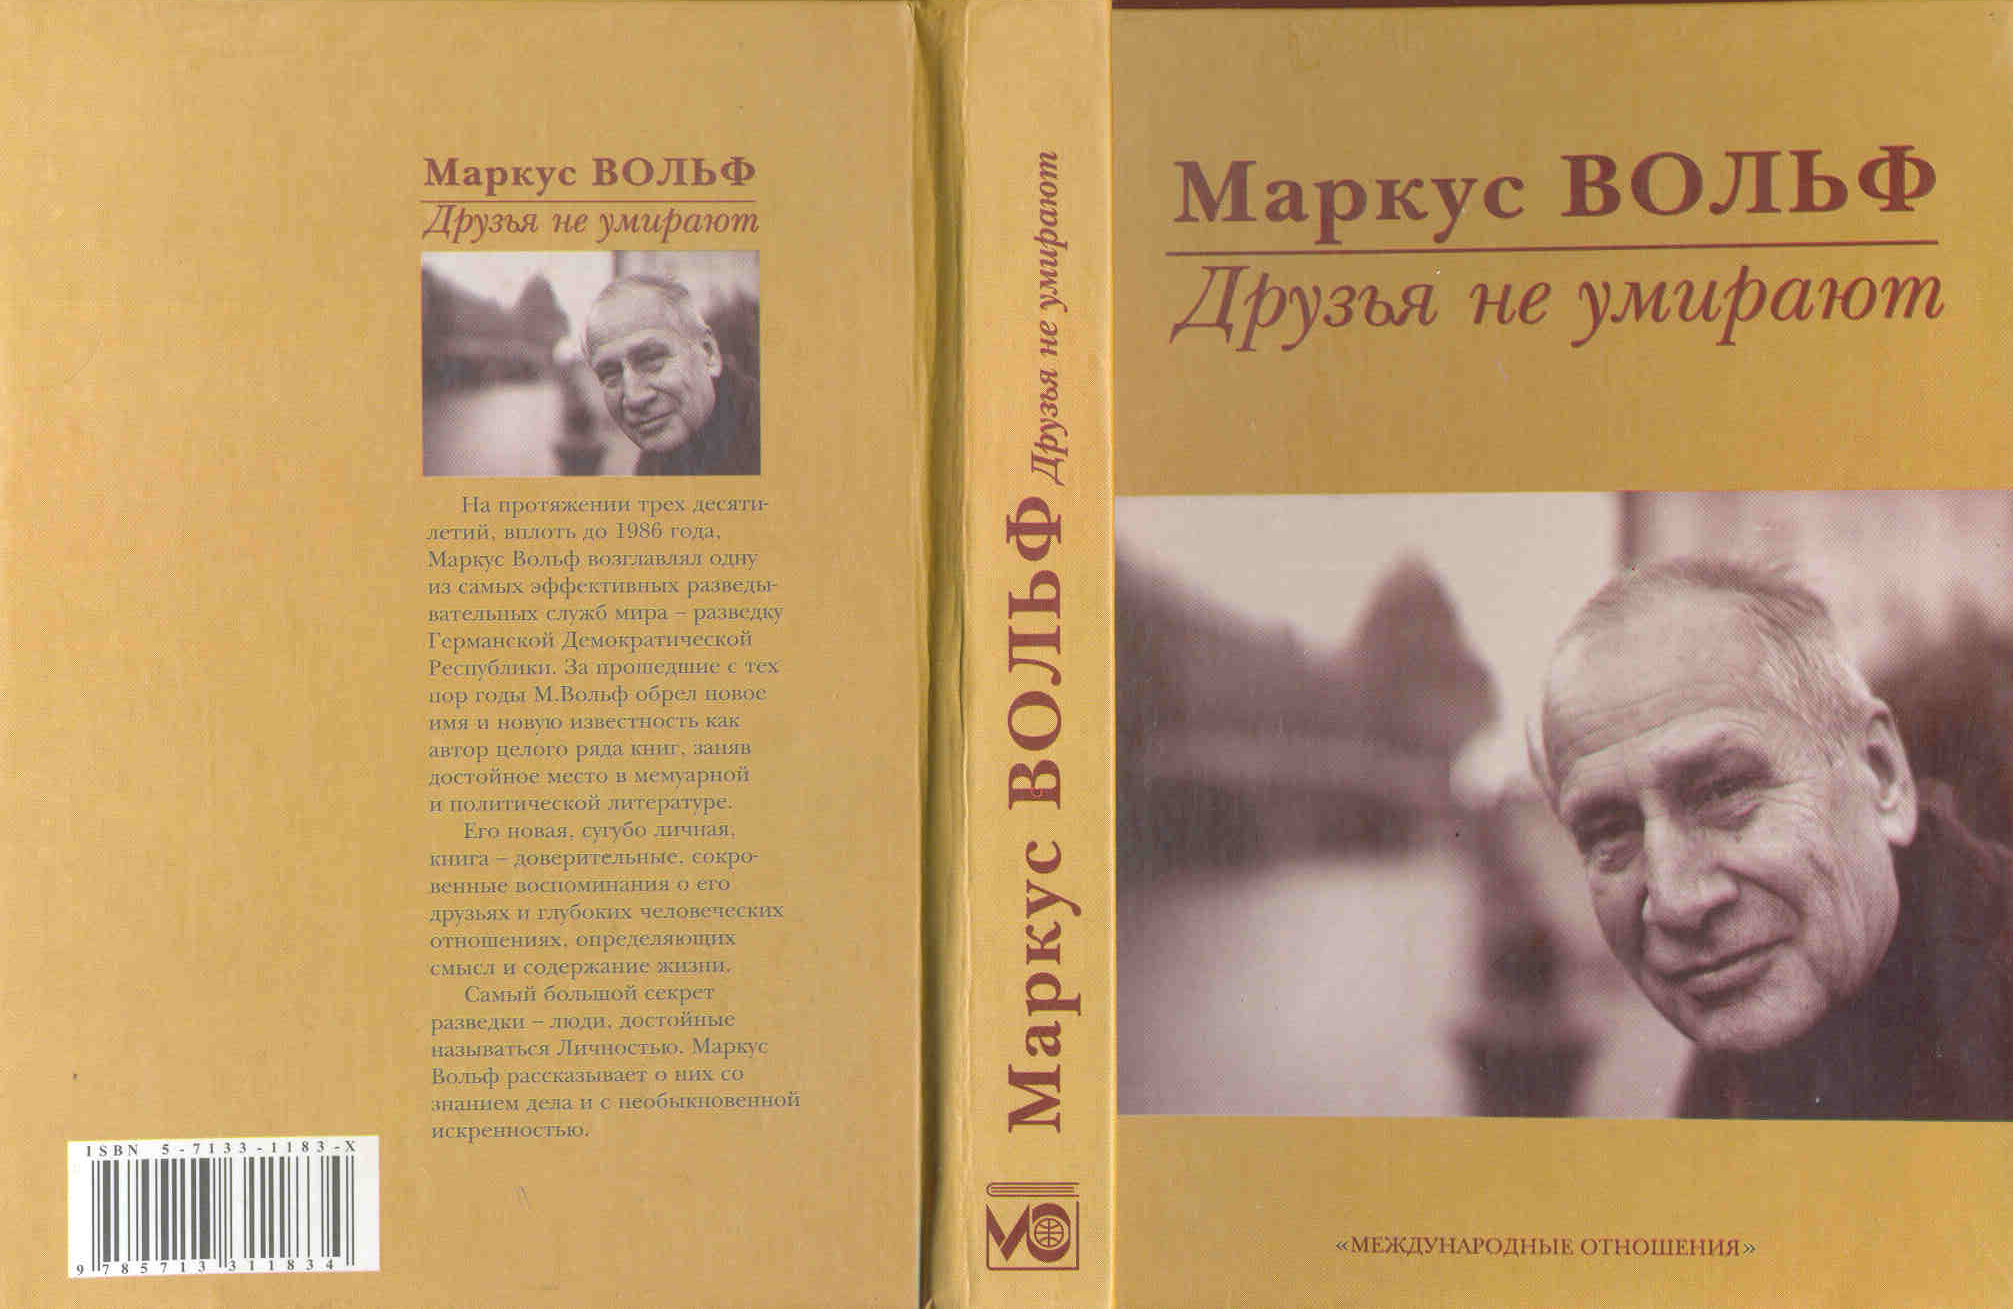 Маркус ВОЛЬФ
Друзья не умирают
На протяжении трех десяти-
летий, вплоть до 1986 года,
Маркус Вольф возглавлял одну
из самых эффективных разведы-
вательных служб мира – разведку
Германской Демократической
Республики. За прошедшие с тех
пор годы М.Вольф обрел новое
имя и новую известность как
автор целого ряда книг, заняв
достойное место в мемуарной
и политической литературе.
Его новая, сугубо личная,
книга – доверительные, сокро-
венные воспоминания о его
друзьях и глубоких человеческих
отношениях, определяющих
смысл и содержание жизни.
Самый большой секрет
разведки – люди, достойные
называться Личностью. Маркус
Вольф рассказывает о них со
знанием дела и с необыкновенной
искренностью.
ISBN 5-7133-1183-X
9 785713 311834
Маркус ВОЛЬФ Друзья не умирают
МО
Маркус ВОЛЬФ
Друзья не умирают
«МЕЖДУНАРОДНЫЕ ОТНОШЕНИЯ»